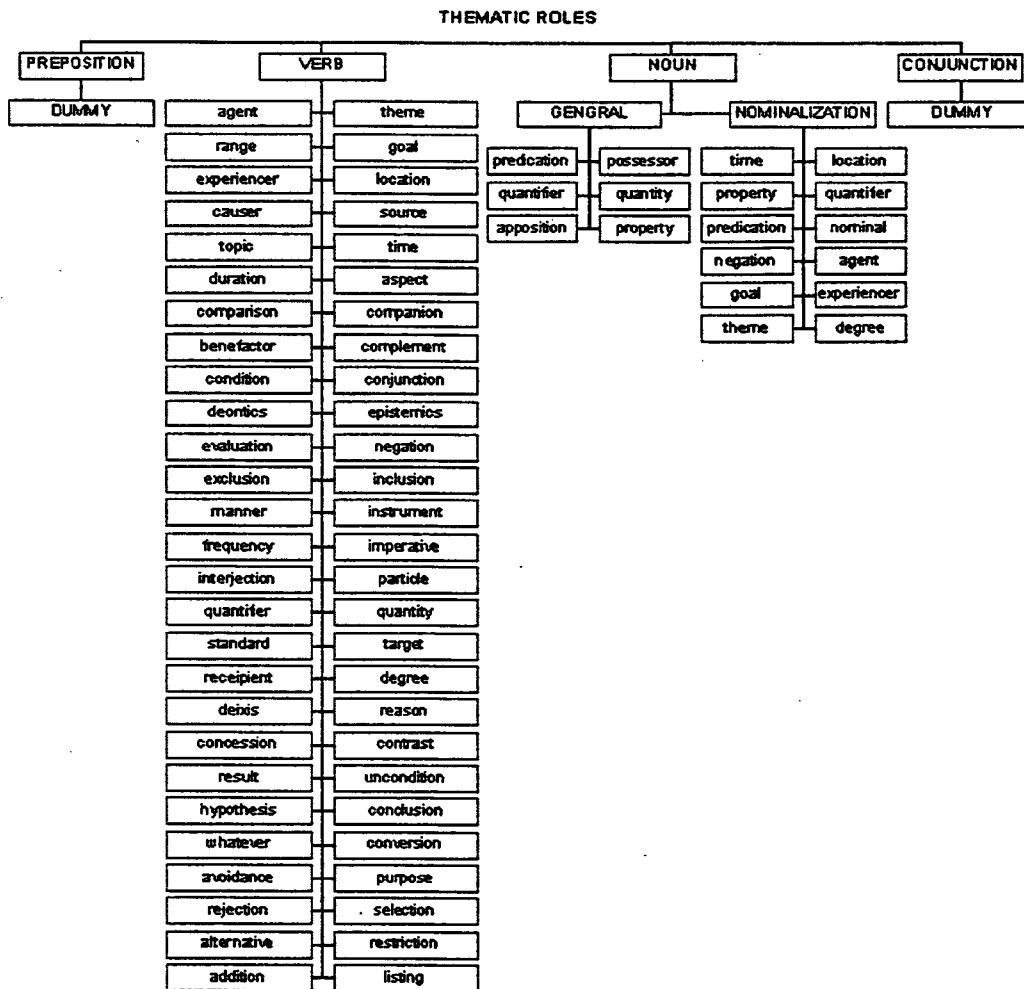 THEMATIC ROLES
PREPOSITION VERB NOUN CONJUNCTION
DUMMY agent theme GENGRAL NOMINALIZATION DUMMY
range goal predication possessor time location
experiencer location quantifier quantity property quantifier
causer source apposition property predication nominal
topic time negation agent
duration aspect goal experiencer
comparison companion theme degree
benefactor complement
condition conjunction
deontics epistemics
evaluation negation
exclusion inclusion
manner instrument
frequency imperative
interjection particle
quantifer quantity
standard target
receipient degree
deixis reason
concession contrast
result uncondition
hypothesis conclusion
whatever conversion
avoidance purpose
rejection selection
alternative restriction
addition listing